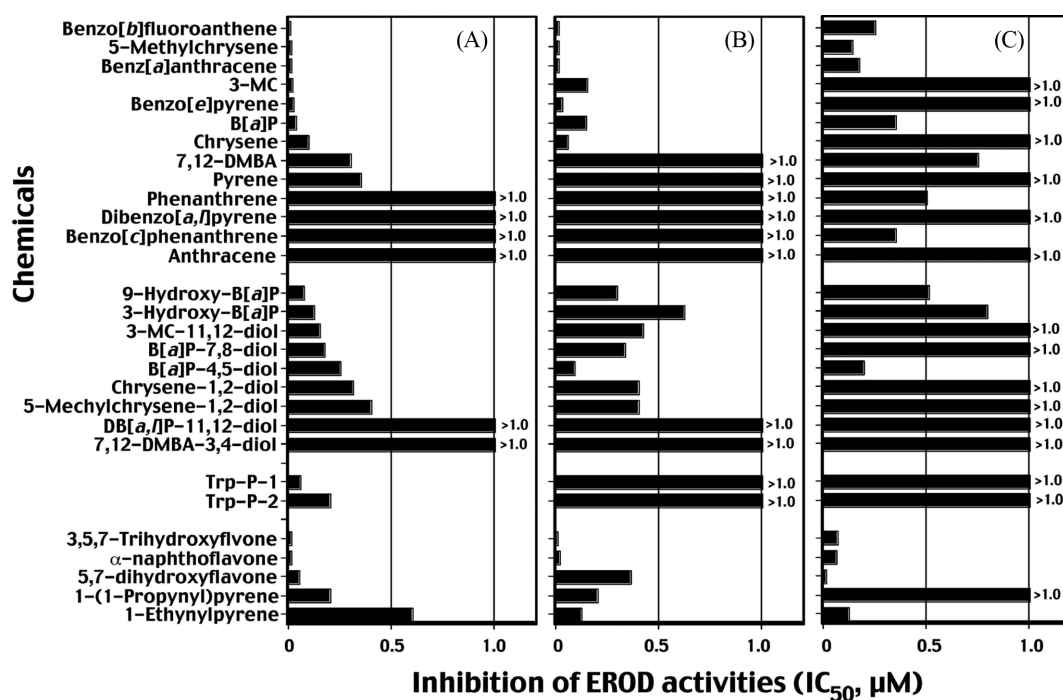 Chemicals
(A)
(B)
(C)
Benzo[b]fluoroanthene
5-Methylchrysene
Benz[a]anthracene
3-MC >1.0
Benzo[e]pyrene >1.0
B[a]P
Chrysene >1.0
7,12-DMBA >1.0
Pyrene >1.0 >1.0
Phenanthrene >1.0 >1.0
Dibenzo[a,l]pyrene >1.0 >1.0 >1.0
Benzo[c]phenanthrene >1.0 >1.0
Anthracene >1.0 >1.0 >1.0
9-Hydroxy-B[a]P
3-Hydroxy-B[a]P
3-MC-11,12-diol >1.0
B[a]P-7,8-diol >1.0
B[a]P-4,5-diol
Chrysene-1,2-diol >1.0
5-Mechylchrysene-1,2-diol >1.0
DB[a,l]P-11,12-diol >1.0 >1.0 >1.0
7,12-DMBA-3,4-diol >1.0 >1.0 >1.0
Trp-P-1 >1.0 >1.0
Trp-P-2 >1.0 >1.0
3,5,7-Trihydroxyflvone
α-naphthoflavone
5,7-dihydroxyflavone
1-(1-Propynyl)pyrene >1.0
1-Ethynylpyrene
0 0.5 1.0 0 0.5 1.0 0 0.5 1.0
Inhibition of EROD activities (IC50, µM)